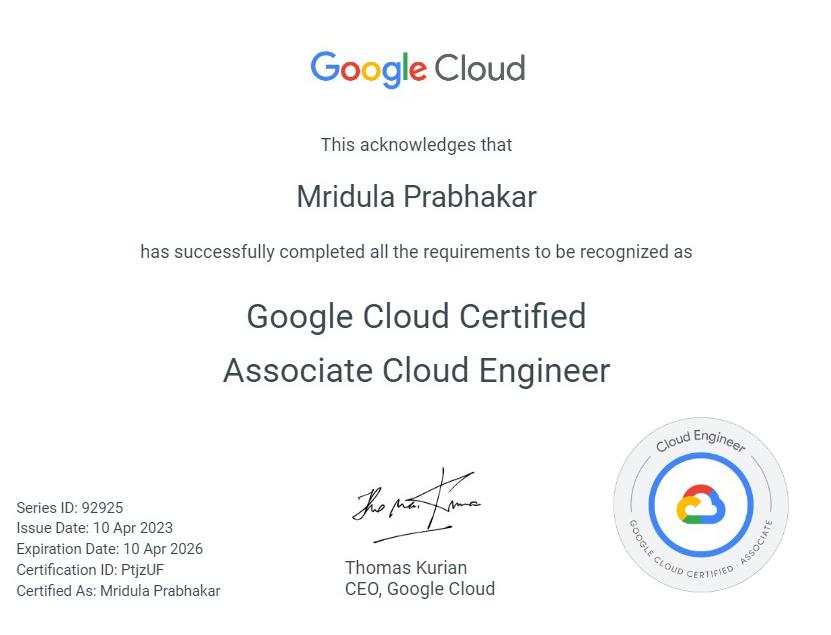 Google Cloud
This acknowledges that
Mridula Prabhakar
has successfully completed all the requirements to be recognized as
Google Cloud Certified
Associate Cloud Engineer
Series ID: 92925
Issue Date: 10 Apr 2023
Expiration Date: 10 Apr 2026
Certification ID: PtjzUF
Certified As: Mridula Prabhakar
Thomas Kurian
CEO, Google Cloud
Cloud Engineer
GOOGLE CLOUD CERTIFIED · ASSOCIATE